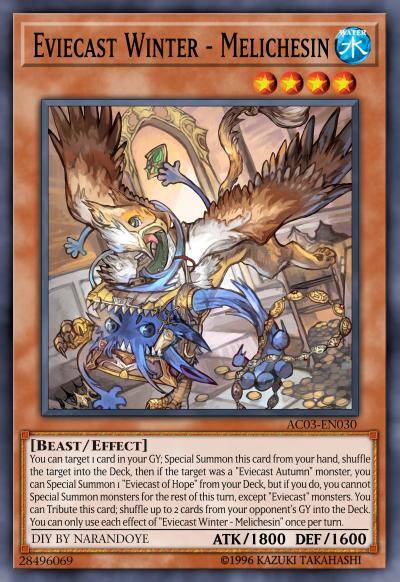 EVIECAST WINTER - MELICHESIN
WATER
水
AC03-EN030
[BEAST/EFFECT]
You can target 1 card in your GY; Special Summon this card from your hand, shuffle
the target into the Deck, then if the target was a "Eviecast Autumn" monster, you
can Special Summon 1 "Eviecast of Hope" from your Deck, but if you do, you cannot
Special Summon monsters for the rest of this turn, except "Eviecast" monsters. You
can Tribute this card; shuffle up to 2 cards from your opponent's GY into the Deck.
You can only use each effect of "Eviecast Winter - Melichesin" once per turn.
DIY BY NARANDOYE ATK/1800 DEF/1600
28496069 ©1996 KAZUKI TAKAHASHI